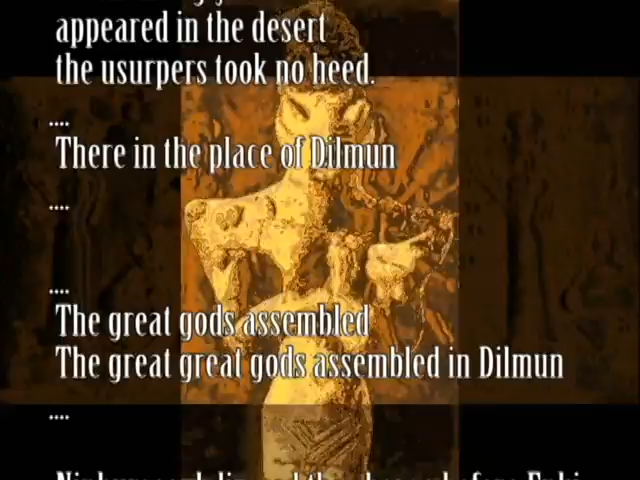 appeared in the desert
the usurpers took no heed.
....
There in the place of Dilmun
....
....
The great gods assembled
The great great gods assembled in Dilmun
....